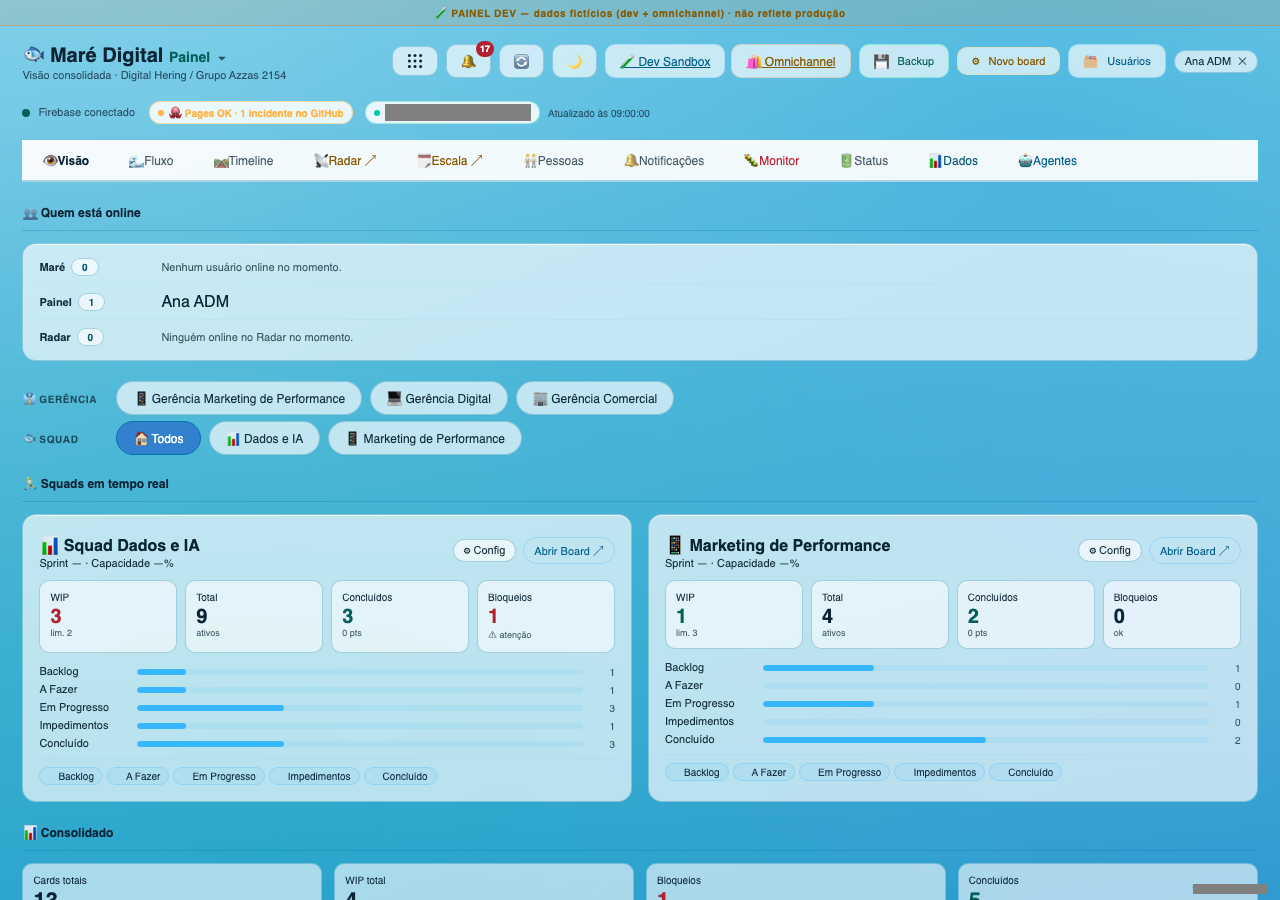 PAINEL DEV — dados fictícios (dev + omnichannel) · não reflete produção
Maré Digital Painel
Visão consolidada · Digital Hering / Grupo Azzas 2154
17
Dev Sandbox
Omnichannel
Backup
Novo board
Usuários
Ana ADM ✕
Firebase conectado
Pages OK · 1 incidente no GitHub
Atualizado às 09:00:00
Visão
Fluxo
Timeline
Radar ↗
Escala ↗
Pessoas
Notificações
Monitor
Status
Dados
Agentes
Quem está online
Maré 0 Nenhum usuário online no momento.
Painel 1 Ana ADM
Radar 0 Ninguém online no Radar no momento.
GERÊNCIA Gerência Marketing de Performance Gerência Digital Gerência Comercial
SQUAD Todos Dados e IA Marketing de Performance
Squads em tempo real
Squad Dados e IA
Sprint — · Capacidade —%
Config
Abrir Board ↗
WIP
3
lim. 2
Total
9
ativos
Concluídos
3
0 pts
Bloqueios
1
⚠ atenção
Backlog 1
A Fazer 1
Em Progresso 3
Impedimentos 1
Concluído 3
Backlog A Fazer Em Progresso Impedimentos Concluído
Marketing de Performance
Sprint — · Capacidade —%
Config
Abrir Board ↗
WIP
1
lim. 3
Total
4
ativos
Concluídos
2
0 pts
Bloqueios
0
ok
Backlog 1
A Fazer 0
Em Progresso 1
Impedimentos 0
Concluído 2
Backlog A Fazer Em Progresso Impedimentos Concluído
Consolidado
Cards totais
13
WIP total
4
Bloqueios
1
Concluídos
5